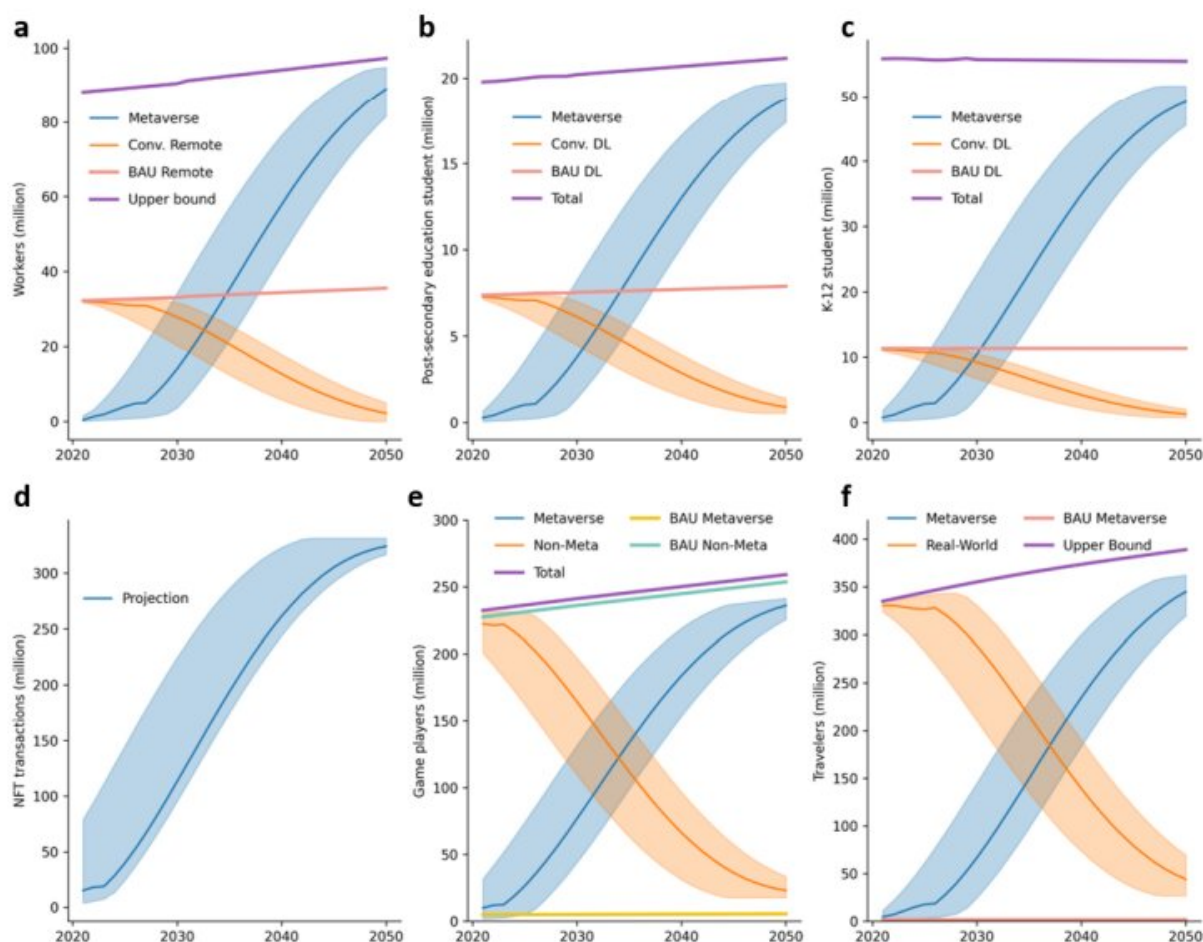 a
Workers (million)
100
80
60
40
20
0
Metaverse
Conv. Remote
BAU Remote
Upper bound
2020 2030 2040 2050
b
Post-secondary education student (million)
20
15
10
5
0
Metaverse
Conv. DL
BAU DL
Total
2020 2030 2040 2050
c
K-12 student (million)
50
40
30
20
10
0
Metaverse
Conv. DL
BAU DL
Total
2020 2030 2040 2050
d
NFT transactions (million)
300
250
200
150
100
50
0
Projection
2020 2030 2040 2050
e
Game players (million)
300
250
200
150
100
50
0
Metaverse
Non-Meta
Total
BAU Metaverse
BAU Non-Meta
2020 2030 2040 2050
f
Travelers (million)
400
350
300
250
200
150
100
50
0
Metaverse
Real-World
BAU Metaverse
Upper Bound
2020 2030 2040 2050